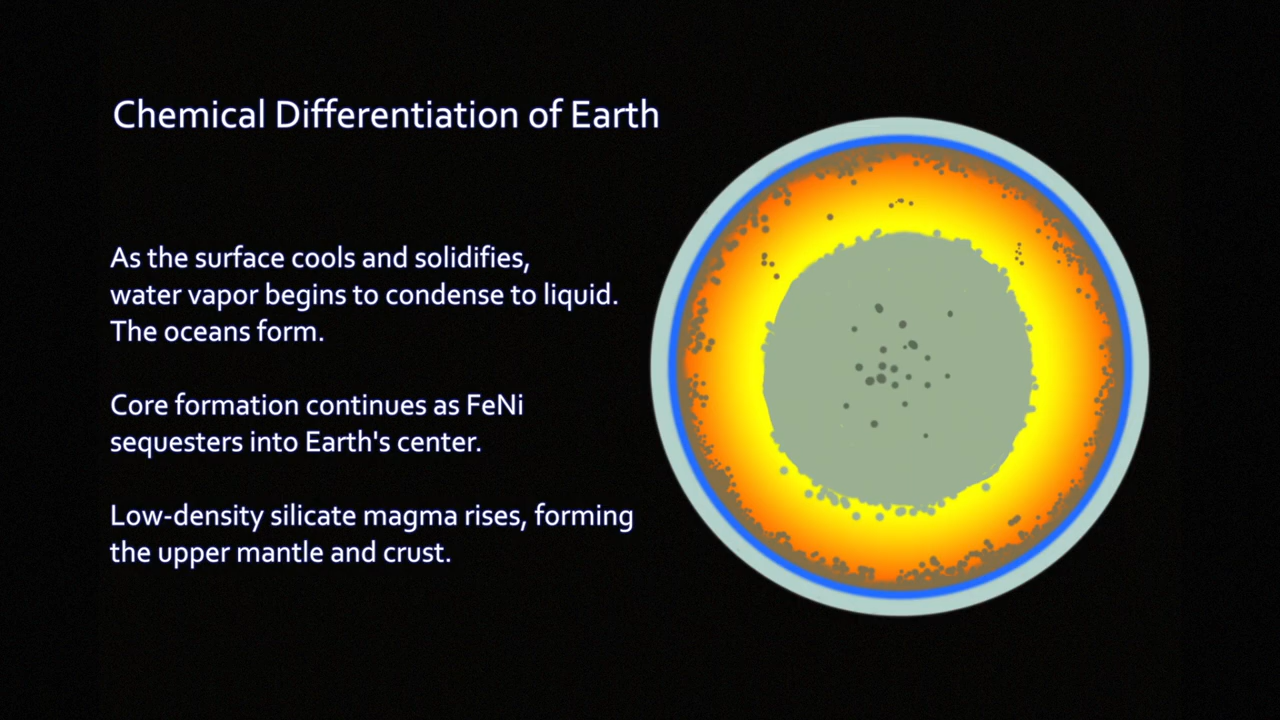 Chemical Differentiation of Earth
As the surface cools and solidifies,
water vapor begins to condense to liquid.
The oceans form.
Core formation continues as FeNi
sequesters into Earth's center.
Low-density silicate magma rises, forming
the upper mantle and crust.